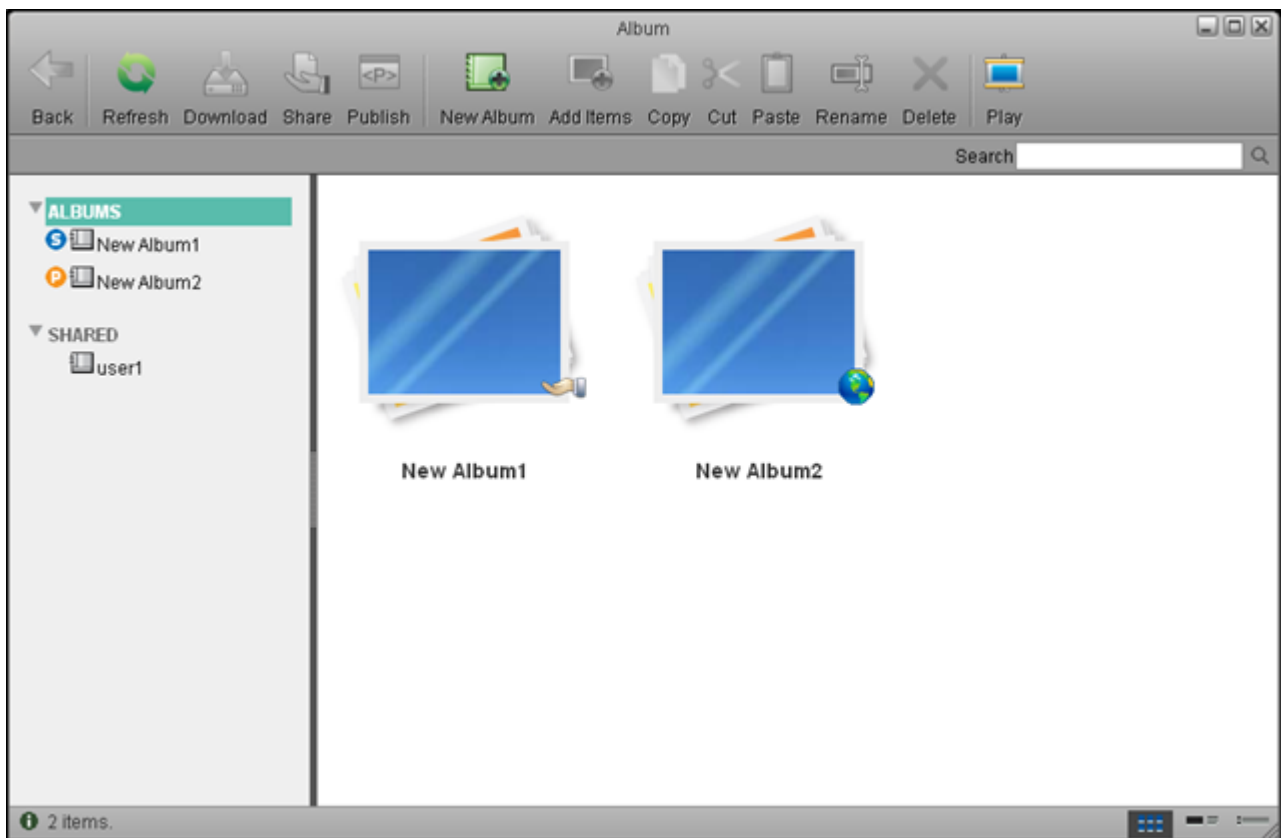 Album
<P>
Back Refresh Download Share Publish New Album Add Items Copy Cut Paste Rename Delete Play
Search
ALBUMS
S New Album1
P New Album2
SHARED
user1
New Album1 New Album2
2 items.